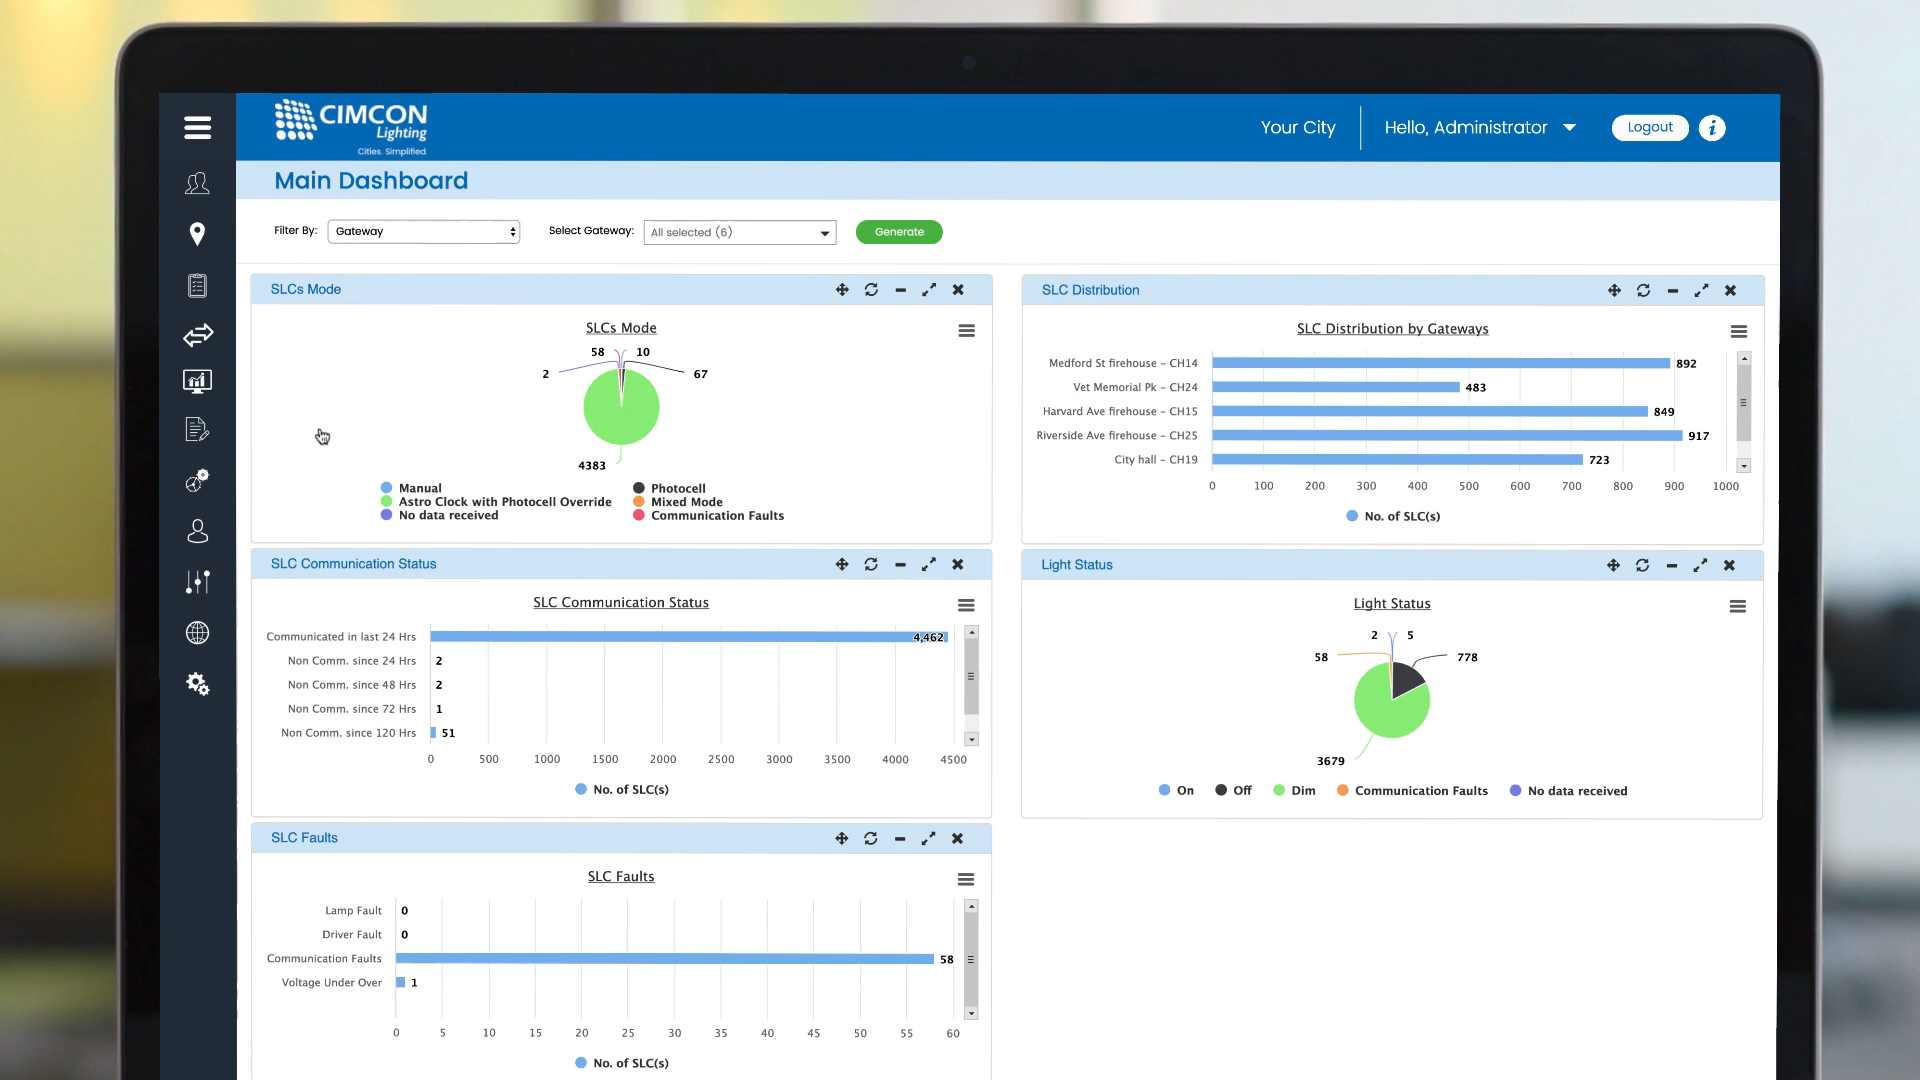 CIMCON
Lighting
Cities. Simplified.
Your City
Hello, Administrator
Logout
i
Main Dashboard
Filter By:
Gateway
Select Gateway:
All selected (6)
Generate
SLCs Mode
SLCs Mode
58
10
2
67
4383
Manual
Photocell
Astro Clock with Photocell Override
Mixed Mode
No data received
Communication Faults
SLC Distribution
SLC Distribution by Gateways
Medford St firehouse – CH14
892
Vet Memorial Pk – CH24
483
Harvard Ave firehouse – CH15
849
Riverside Ave firehouse – CH25
917
City hall – CH19
723
0 100 200 300 400 500 600 700 800 900 1000
No. of SLC(s)
SLC Communication Status
SLC Communication Status
Communicated in last 24 Hrs
4,462
Non Comm. since 24 Hrs
2
Non Comm. since 48 Hrs
2
Non Comm. since 72 Hrs
1
Non Comm. since 120 Hrs
51
0 500 1000 1500 2000 2500 3000 3500 4000 4500
No. of SLC(s)
Light Status
Light Status
2
5
58
778
3679
On
Off
Dim
Communication Faults
No data received
SLC Faults
SLC Faults
Lamp Fault
0
Driver Fault
0
Communication Faults
58
Voltage Under Over
1
0 5 10 15 20 25 30 35 40 45 50 55 60
No. of SLC(s)